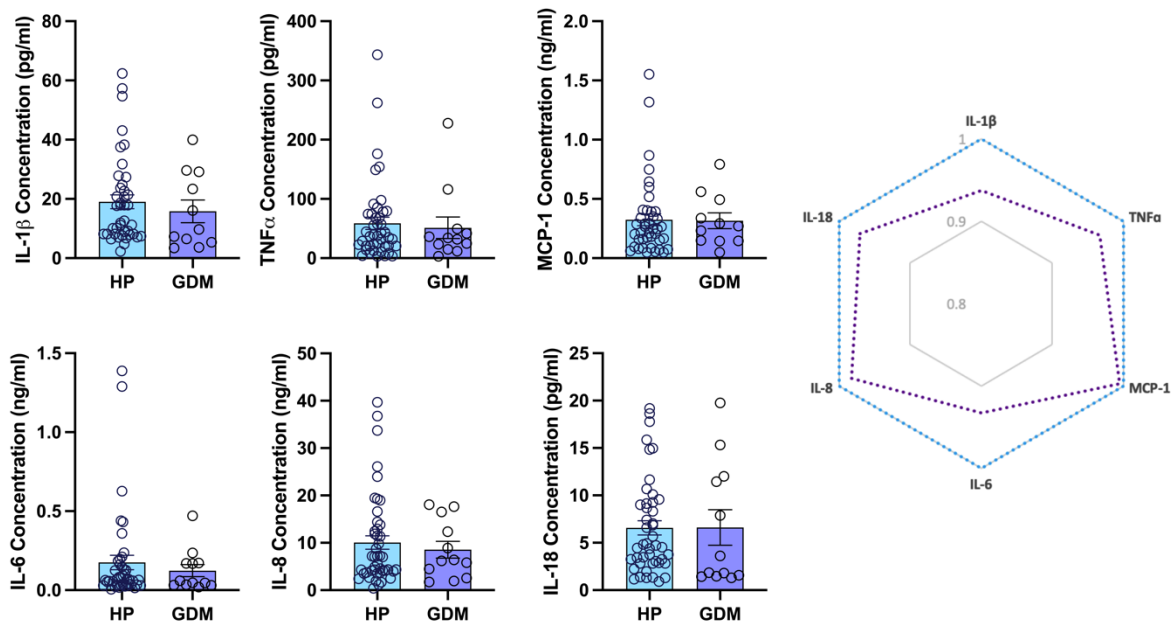 IL-1β Concentration (pg/ml)
80
60
40
20
0
HP
GDM
TNFα Concentration (pg/ml)
400
300
200
100
0
HP
GDM
MCP-1 Concentration (ng/ml)
2.0
1.5
1.0
0.5
0.0
HP
GDM
IL-6 Concentration (ng/ml)
1.5
1.0
0.5
0.0
HP
GDM
IL-8 Concentration (ng/ml)
50
40
30
20
10
0
HP
GDM
IL-18 Concentration (pg/ml)
25
20
15
10
5
0
HP
GDM
IL-1β
1
IL-18
TNFα
0.9
0.8
IL-8
MCP-1
IL-6